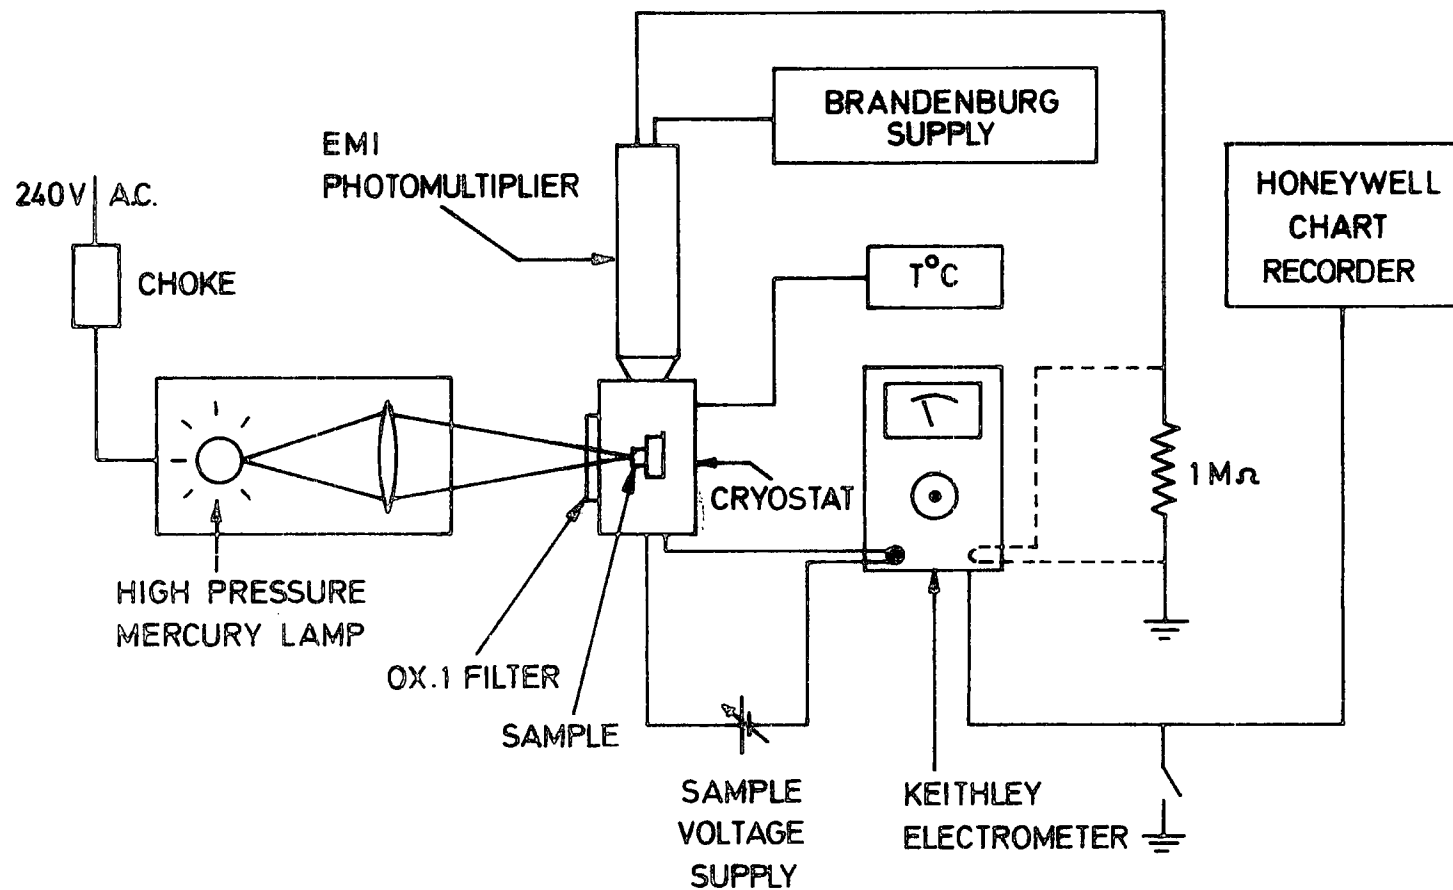 BRANDENBURG
SUPPLY
EMI
PHOTOMULTIPLIER
HONEYWELL
CHART
RECORDER
240V A.C.
CHOKE
T°C
1MΩ
CRYOSTAT
HIGH PRESSURE
MERCURY LAMP
OX.1 FILTER
SAMPLE
SAMPLE
VOLTAGE
SUPPLY
KEITHLEY
ELECTROMETER